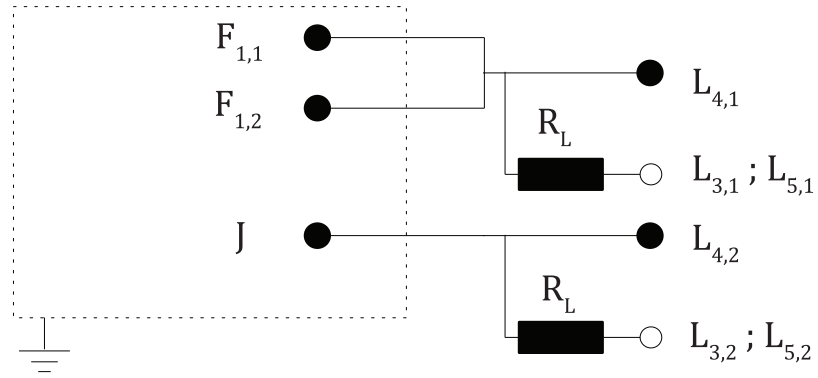 F1,1
L4,1
F1,2
RL
L3,1 ; L5,1
J
L4,2
RL
L3,2 ; L5,2